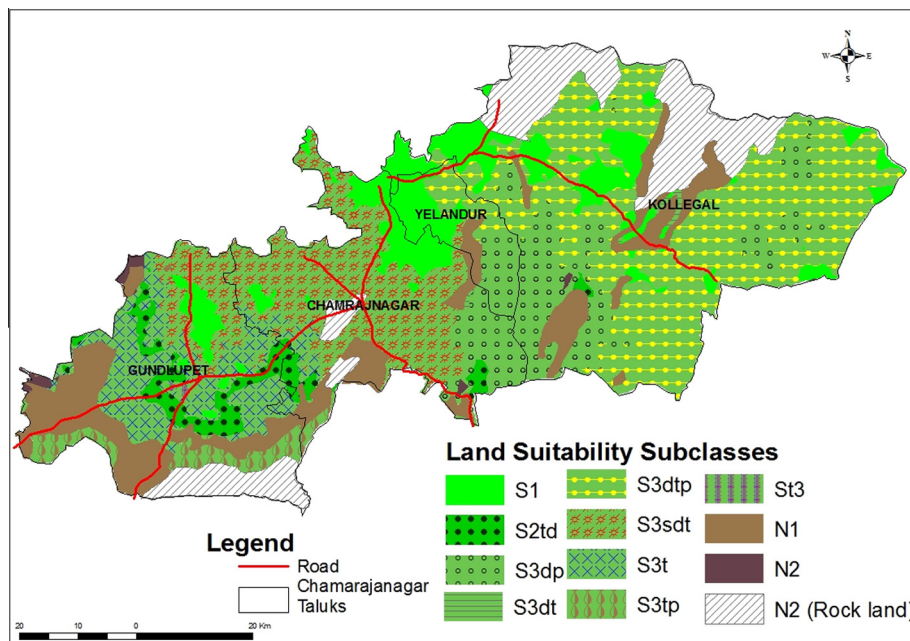 N
W E
S
KOLLEGAL
YELANDUR
CHAMRAJNAGAR
GUNDLUPET
Land Suitability Subclasses
S1
S2td
S3dp
S3dt
S3dtp
S3sdt
S3t
S3tp
St3
N1
N2
N2 (Rock land)
Legend
Road
Chamarajanagar
Taluks
20 10 0 20 Km